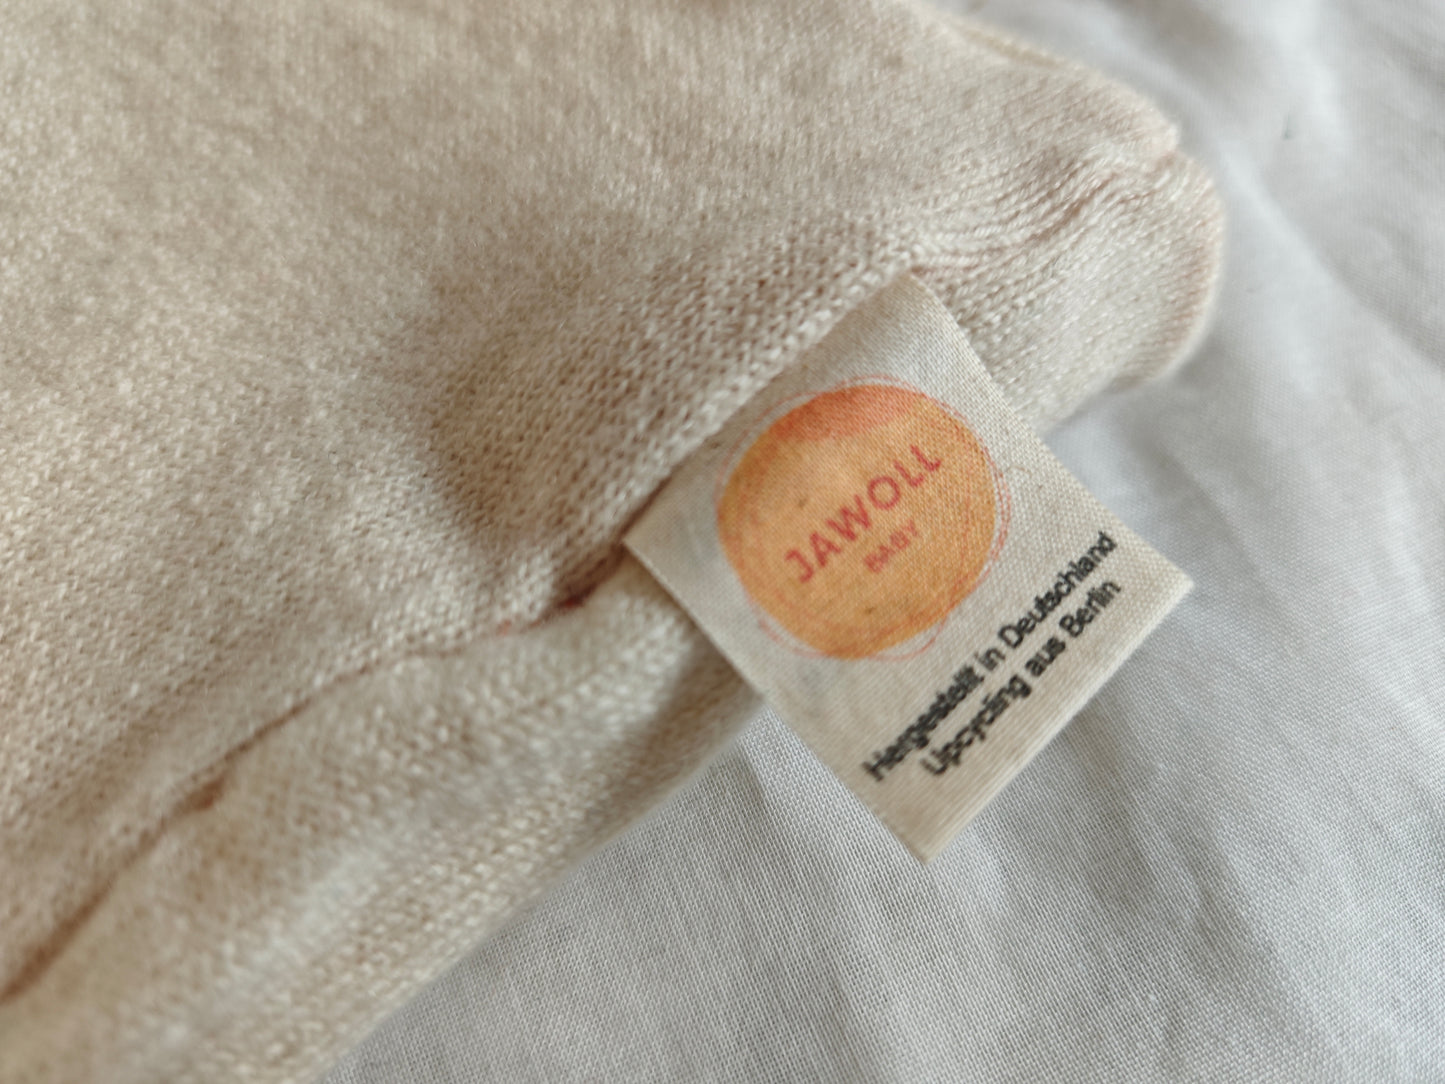 JAWOLL
BABY
Hergestellt in Deutschland
Upcycling aus Berlin